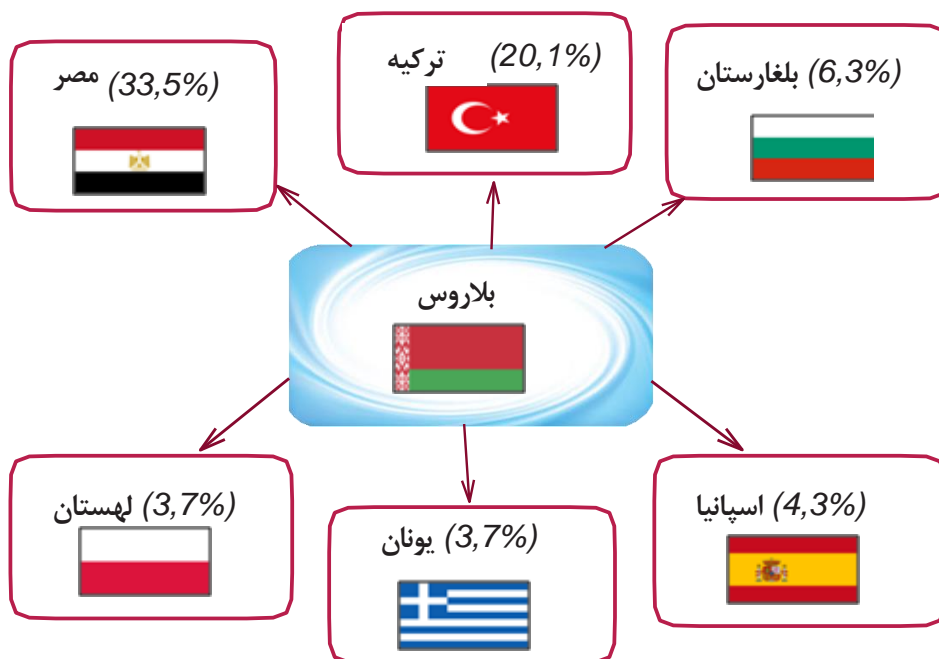 مصر (33,5%)
ترکیه (20,1%)
بلغارستان (6,3%)
بلاروس
لهستان (3,7%)
یونان (3,7%)
اسپانیا (4,3%)